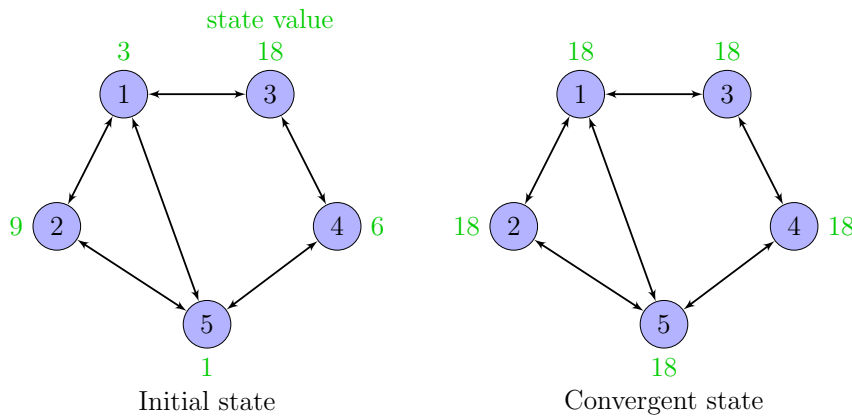 state value
3 18
1 3
9 2 4 6
5
1
Initial state
18 18
1 3
18 2 4 18
5
18
Convergent state